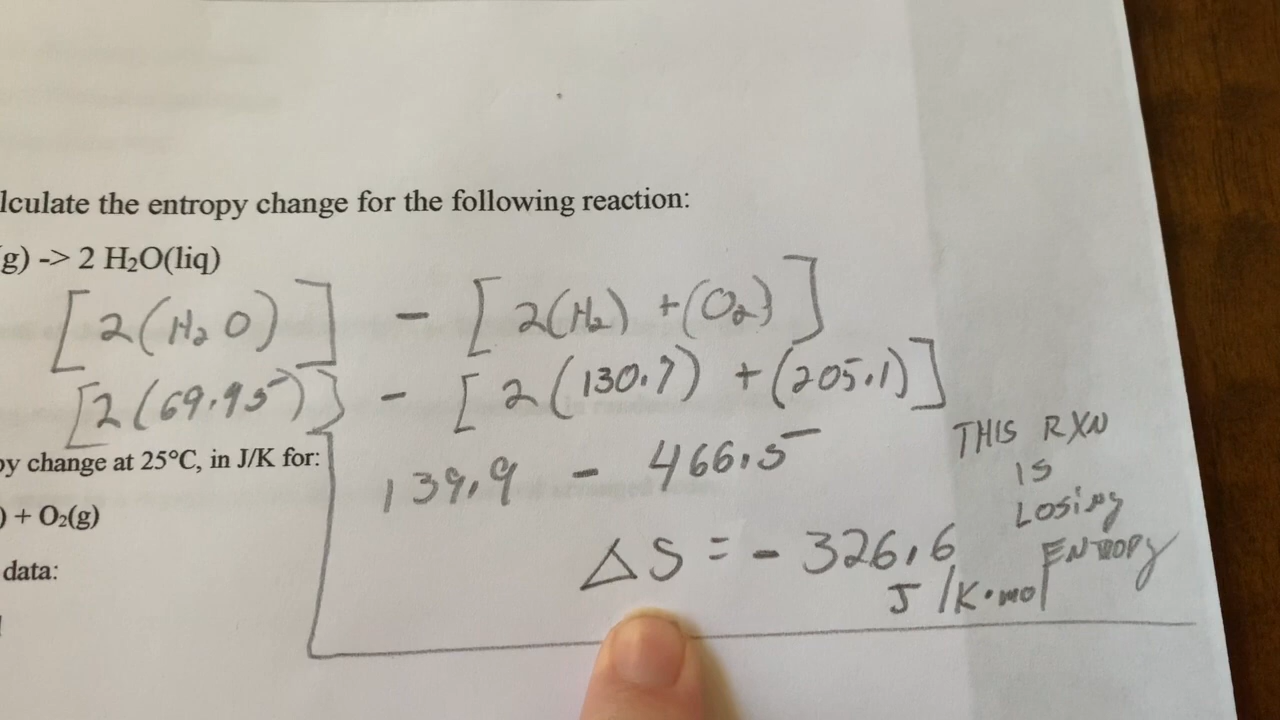 lculate the entropy change for the following reaction:
g) -> 2 H₂O(liq)
[2(H₂O)] - [2(H₂) + (O₂)]
[2(69.95)] - [2(130.7) + (205.1)]
139.9 - 466.5
ΔS = - 326.6
J/K·mol
THIS RXN
IS
LOSING
ENTROPY
py change at 25°C, in J/K for:
) + O₂(g)
data: